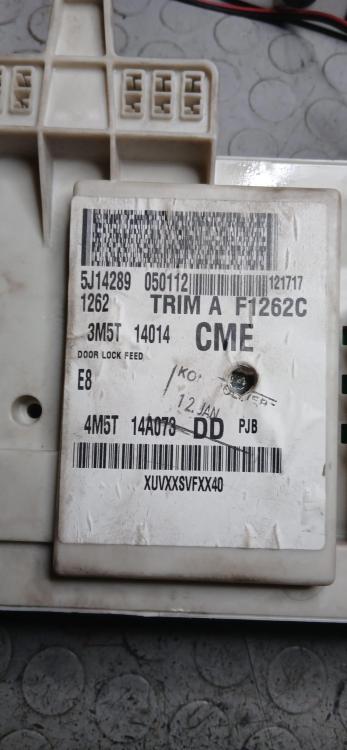 5J14289 050112 121717
1262 TRIM A F1262C
3M5T 14014 CME
DOOR LOCK FEED
E8
12 JAN
4M5T 14A073 DD PJB
XUVXXSVFXX40